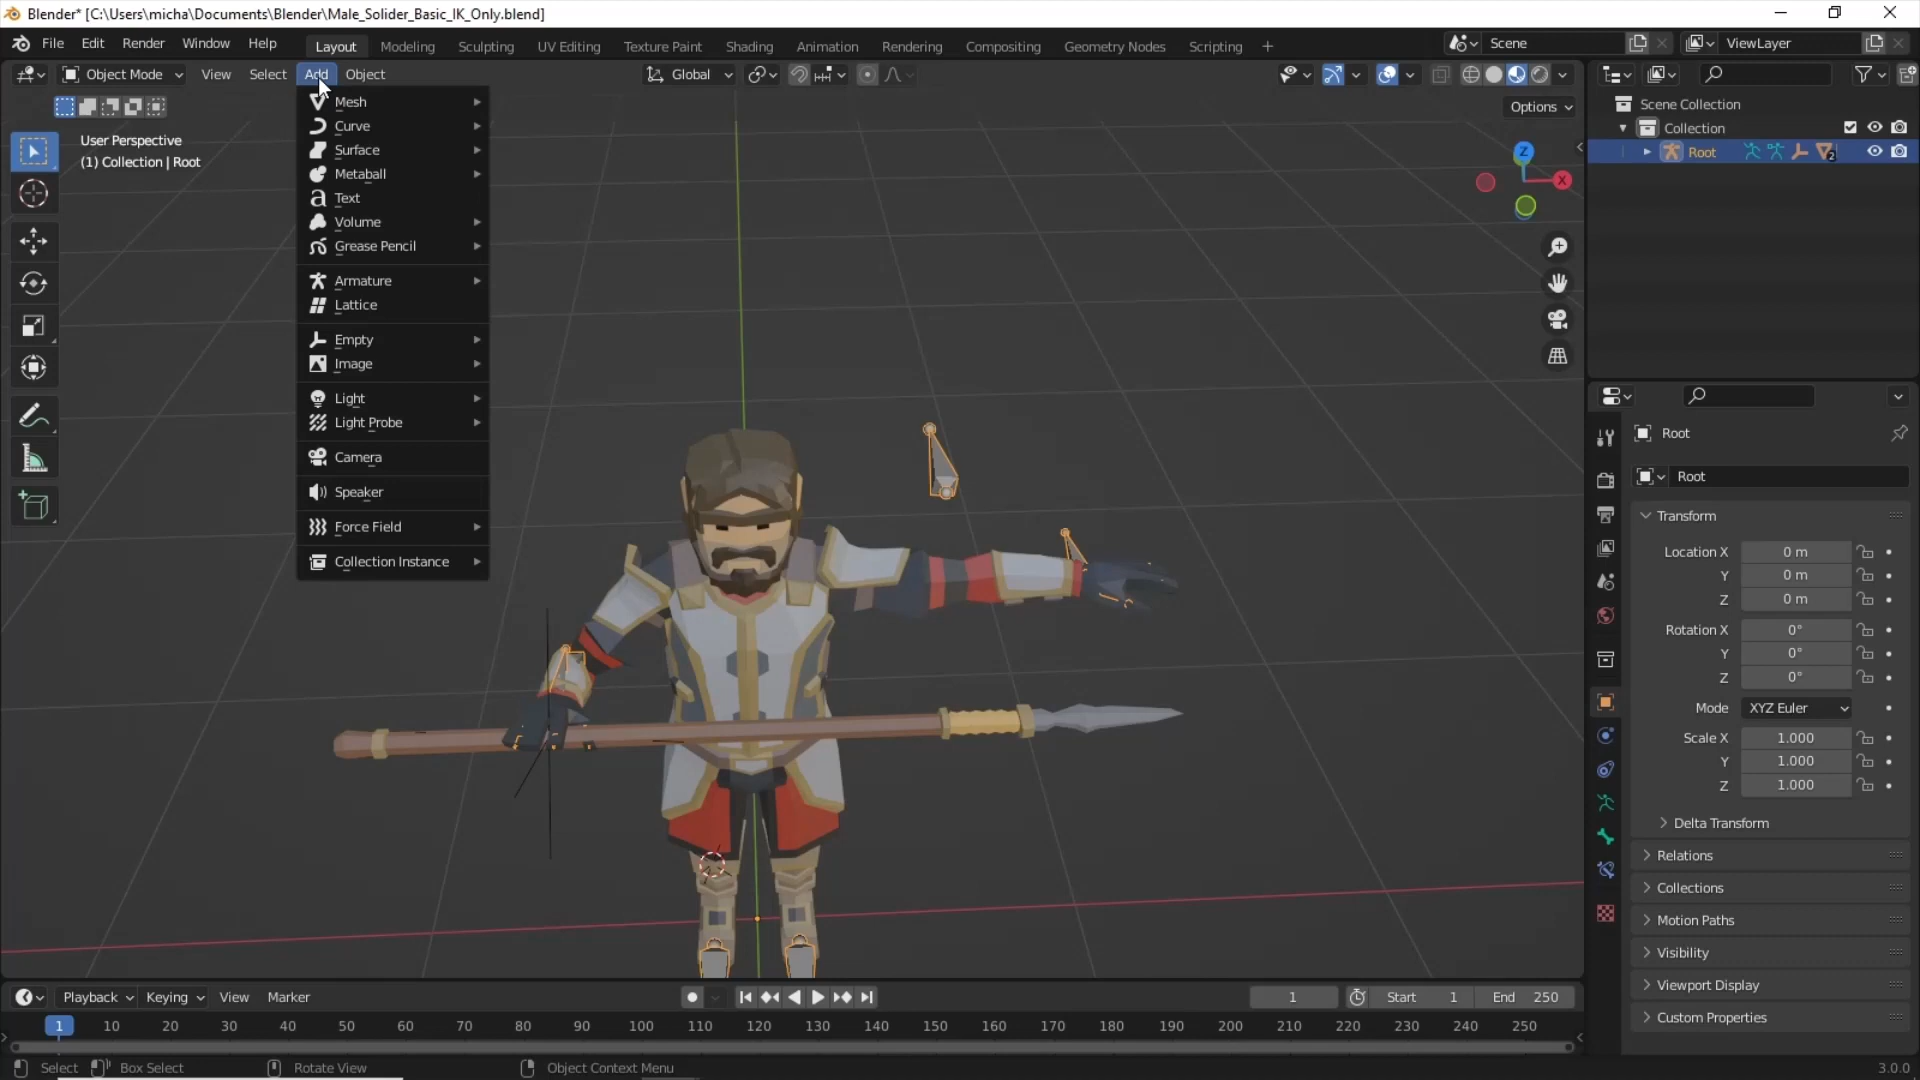 Blender* [C:\Users\micha\Documents\Blender\Male_Solider_Basic_IK_Only.blend]
File Edit Render Window Help Layout Modeling Sculpting UV Editing Texture Paint Shading Animation Rendering Compositing Geometry Nodes Scripting + Scene ViewLayer
Object Mode View Select Add Object Global
Options
User Perspective
(1) Collection | Root
Mesh
Curve
Surface
Metaball
Text
Volume
Grease Pencil
Armature
Lattice
Empty
Image
Light
Light Probe
Camera
Speaker
Force Field
Collection Instance
Z
X
Scene Collection
Collection
Root
2
Root
Root
Transform
Location X 0 m
Y 0 m
Z 0 m
Rotation X 0°
Y 0°
Z 0°
Mode XYZ Euler
Scale X 1.000
Y 1.000
Z 1.000
Delta Transform
Relations
Collections
Motion Paths
Visibility
Viewport Display
Custom Properties
Playback Keying View Marker 1 Start 1 End 250
1 10 20 30 40 50 60 70 80 90 100 110 120 130 140 150 160 170 180 190 200 210 220 230 240 250
Select Box Select Rotate View Object Context Menu 3.0.0